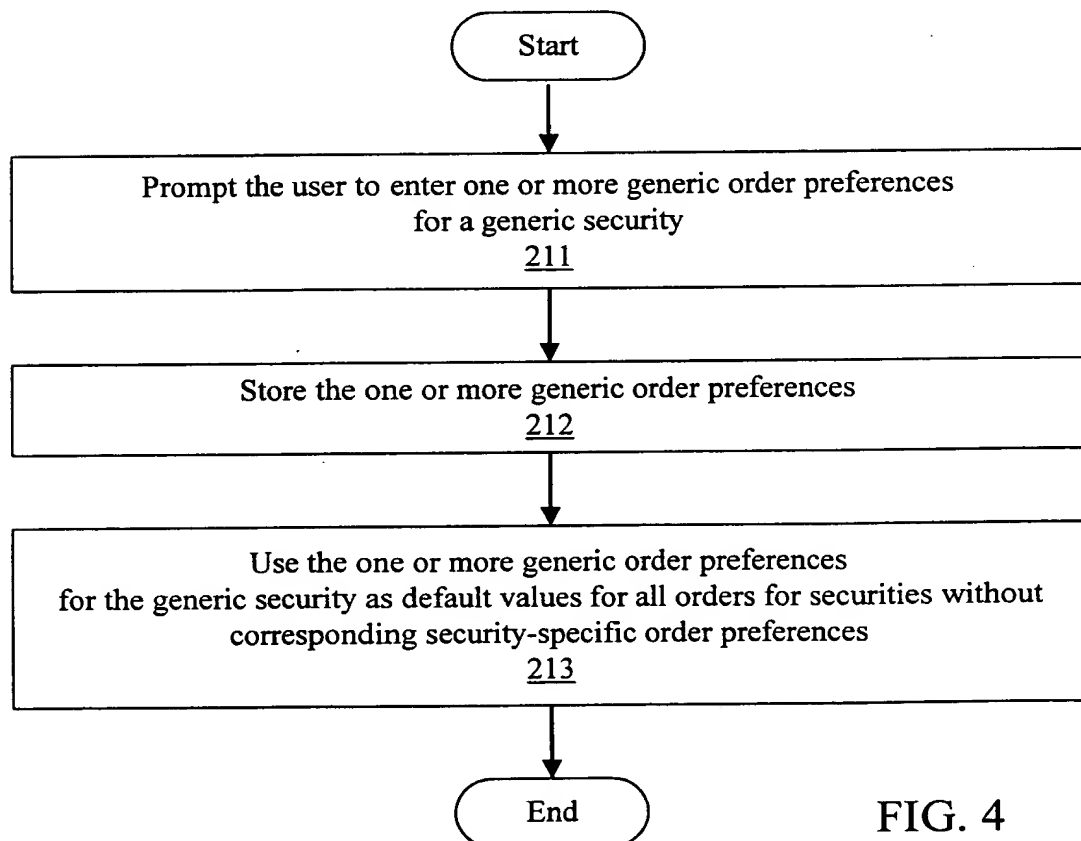 Start
Prompt the user to enter one or more generic order preferences
for a generic security
211
Store the one or more generic order preferences
212
Use the one or more generic order preferences
for the generic security as default values for all orders for securities without
corresponding security-specific order preferences
213
End
FIG. 4